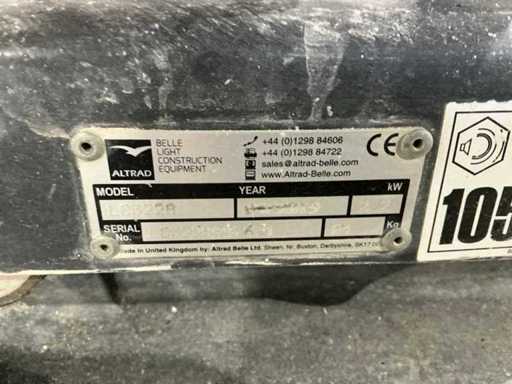 BELLE
LIGHT
CONSTRUCTION
EQUIPMENT
ALTRAD
+44 (0)1298 84606
+44 (0)1298 84722
sales@altrad-belle.com
www.Altrad-Belle.com
CE
MODEL YEAR kW
SERIAL No. Kg
Made in United Kingdom by: Altrad Belle Ltd. Sheen, Nr. Buxton, Derbyshire, SK17
105